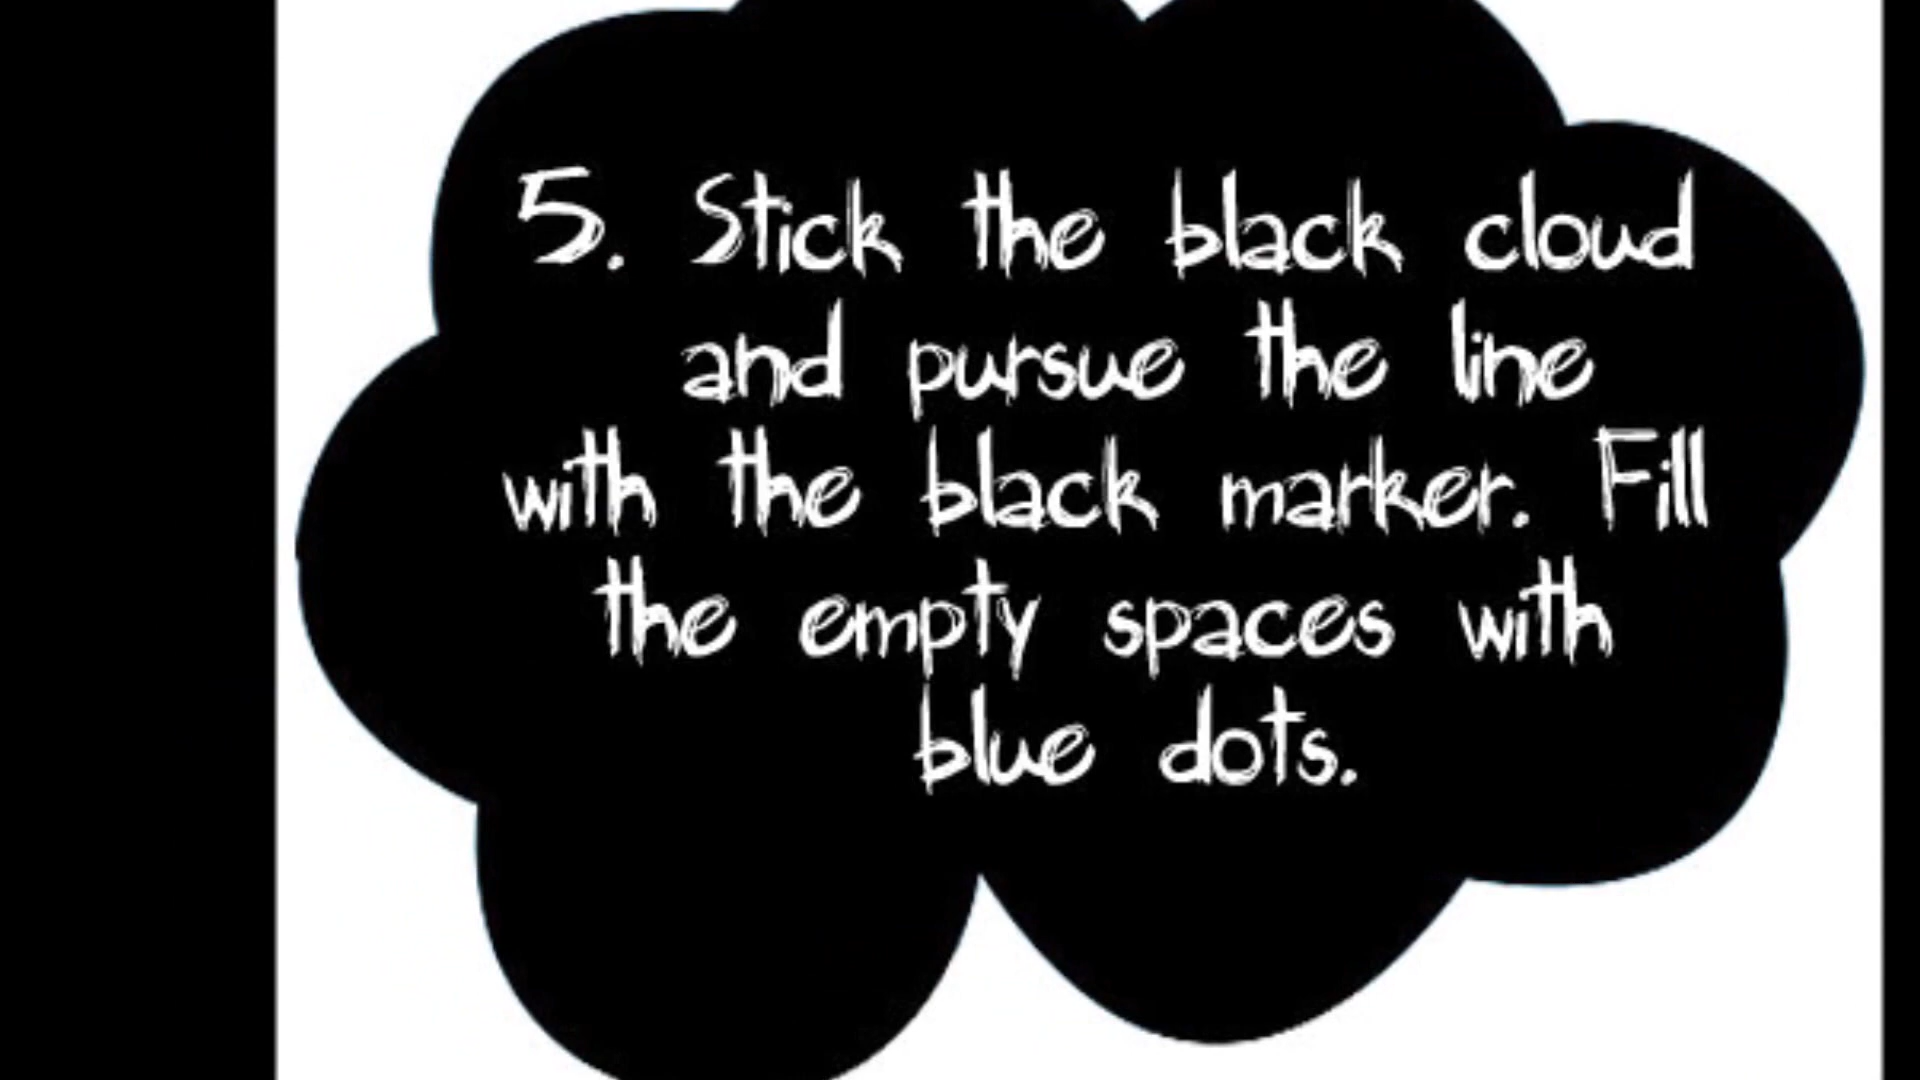 5. Stick the black cloud
and pursue the line
with the black marker. Fill
the empty spaces with
blue dots.